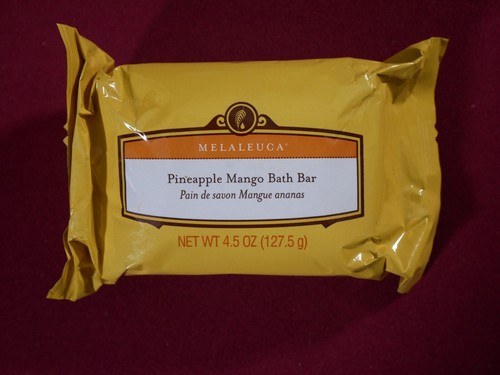 MELALEUCA®
Pineapple Mango Bath Bar
Pain de savon Mangue ananas
NET WT 4.5 OZ (127.5 g)